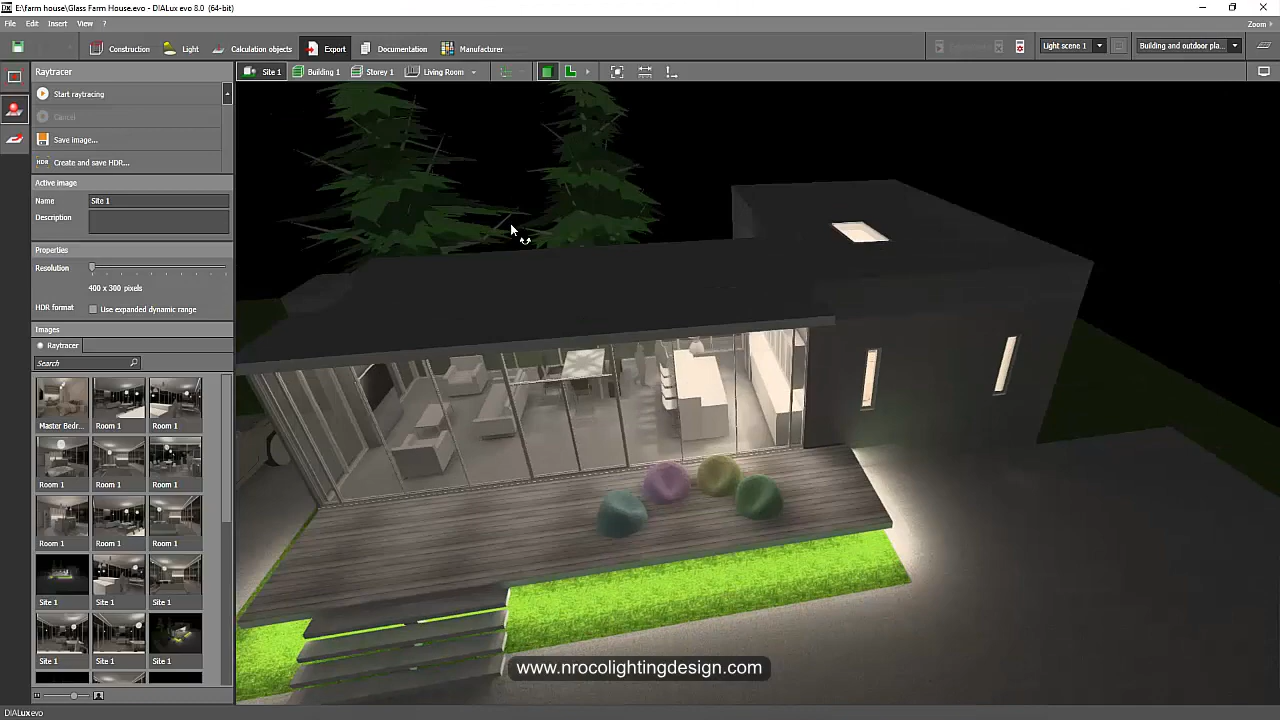 E:\farm house\Glass Farm House.evo - DIALux evo 8.0 (64-bit)
File Edit Insert View ?
Zoom
Construction Light Calculation objects Export Documentation Manufacturer
Light scene 1 Building and outdoor pla...
Raytracer
Site 1 Building 1 Storey 1 Living Room
Start raytracing
Cancel
Save image...
HDR Create and save HDR...
Active image
Name Site 1
Description
Properties
Resolution
400 x 300 pixels
HDR format Use expanded dynamic range
Images
Raytracer
Search
Master Bedr... Room 1 Room 1
Room 1 Room 1 Room 1
Room 1 Room 1 Room 1
Site 1 Site 1 Site 1
Site 1 Site 1 Site 1
www.nrocolightingdesign.com
DIALux evo